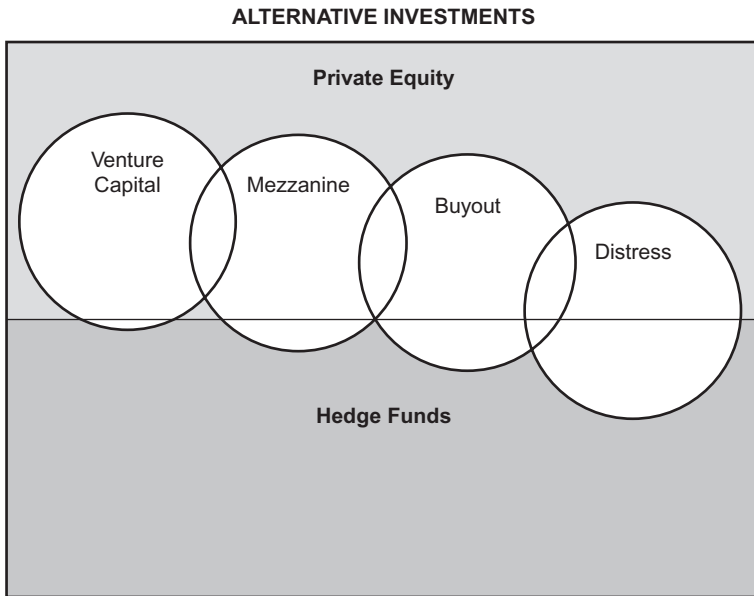 ALTERNATIVE INVESTMENTS
Private Equity
Venture
Capital
Mezzanine
Buyout
Distress
Hedge Funds